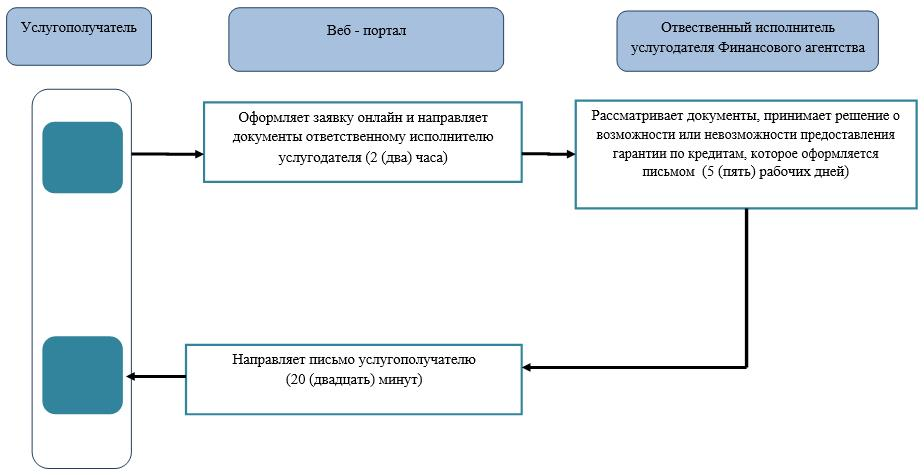 Услугополучатель
Веб - портал
Отвественный исполнитель
услугодателя Финансового агентства
Оформляет заявку онлайн и направляет
документы ответственному исполнителю
услугодателя (2 (два) часа)
Рассматривает документы, принимает решение о
возможности или невозможности предоставления
гарантии по кредитам, которое оформляется
письмом (5 (пять) рабочих дней)
Направляет письмо услугополучателю
(20 (двадцать) минут)